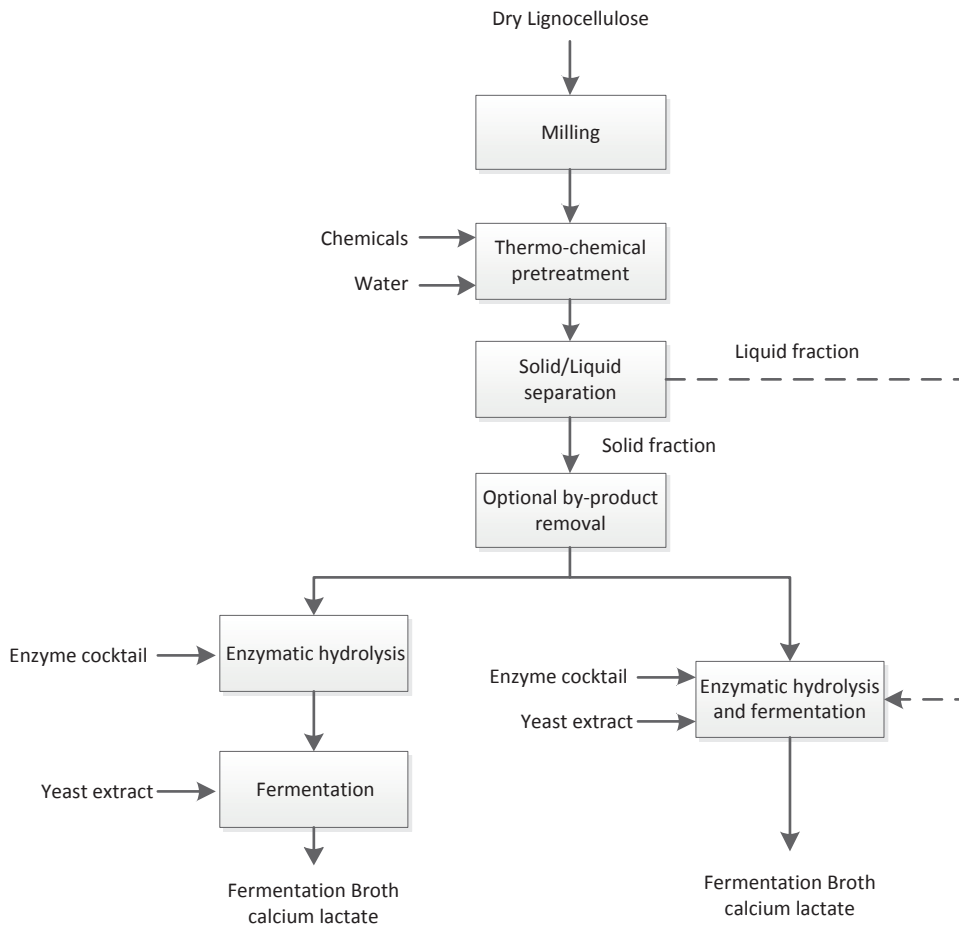 Dry Lignocellulose
Milling
Chemicals
Water
Thermo-chemical
pretreatment
Solid/Liquid
separation
Liquid fraction
Solid fraction
Optional by-product
removal
Enzyme cocktail
Enzymatic hydrolysis
Yeast extract
Fermentation
Fermentation Broth
calcium lactate
Enzyme cocktail
Yeast extract
Enzymatic hydrolysis
and fermentation
Fermentation Broth
calcium lactate